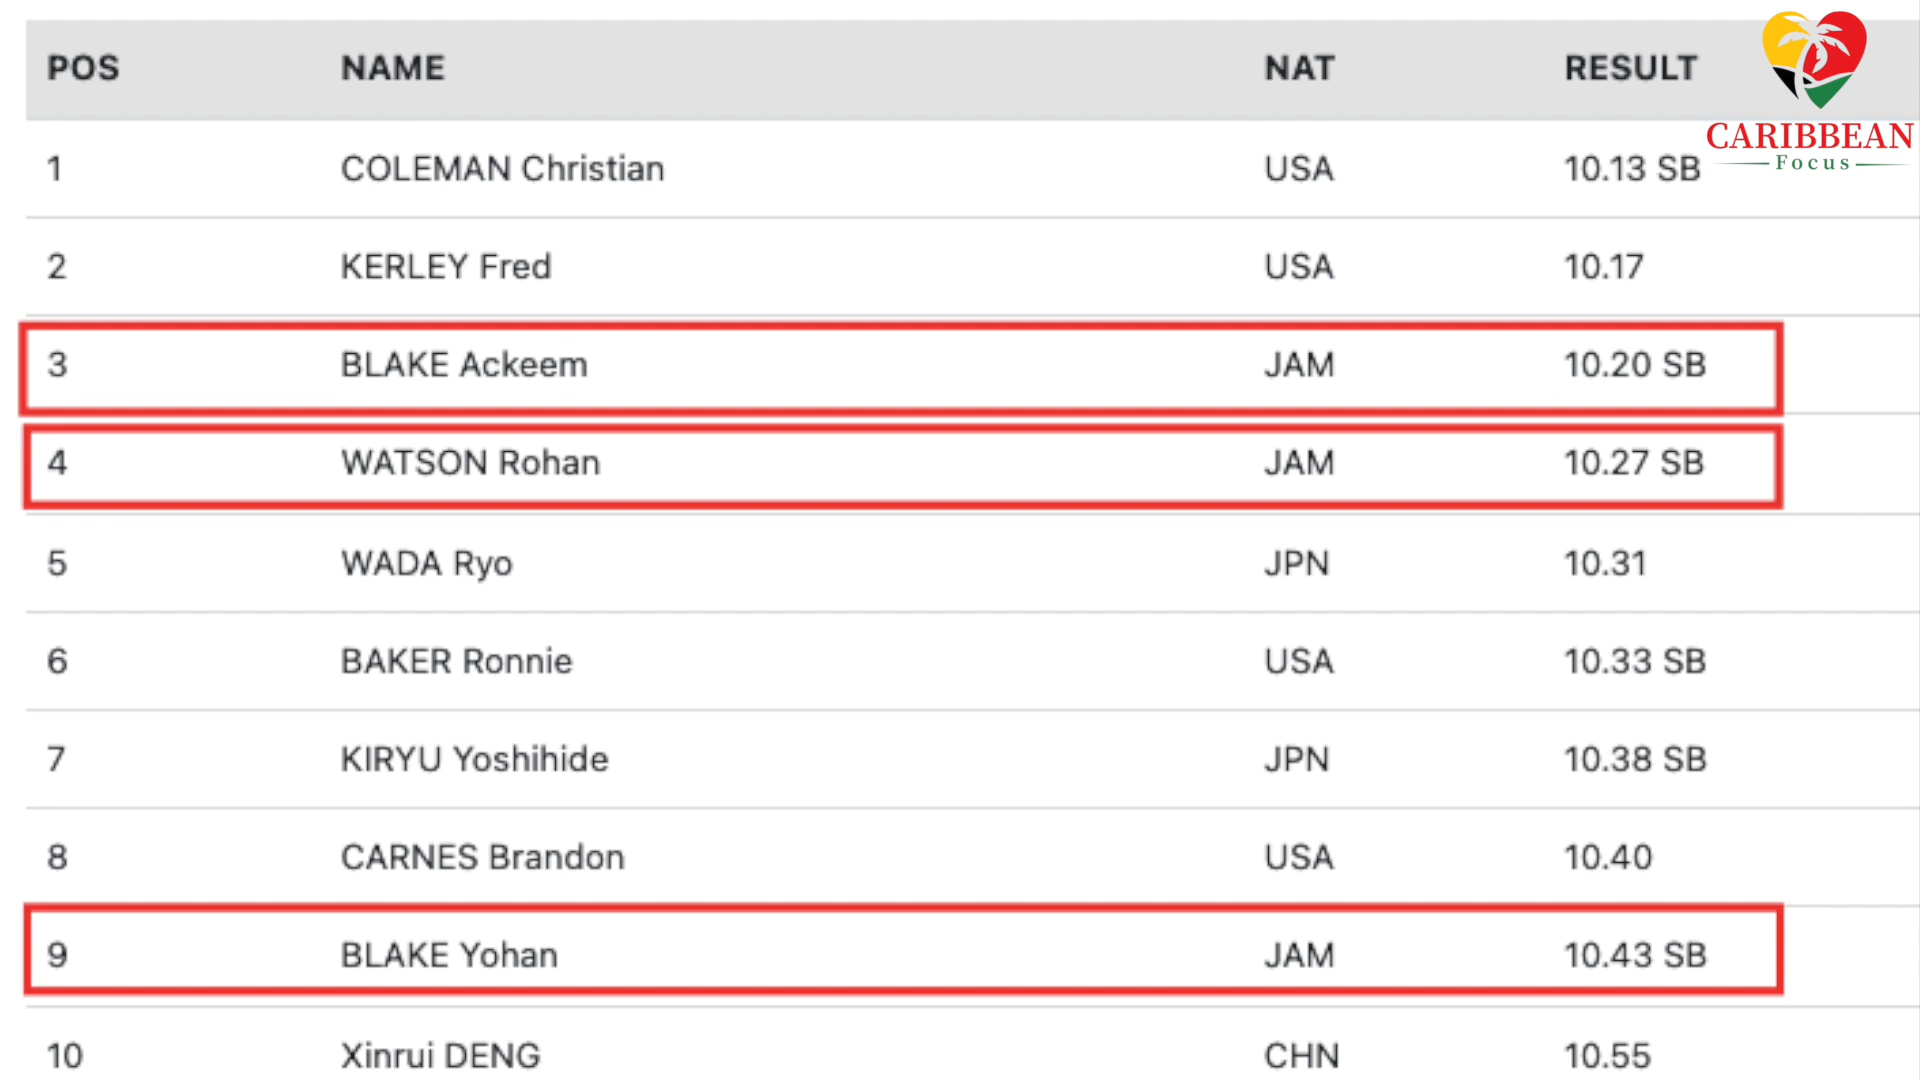 POS NAME NAT RESULT
CARIBBEAN
Focus
1 COLEMAN Christian USA 10.13 SB
2 KERLEY Fred USA 10.17
3 BLAKE Ackeem JAM 10.20 SB
4 WATSON Rohan JAM 10.27 SB
5 WADA Ryo JPN 10.31
6 BAKER Ronnie USA 10.33 SB
7 KIRYU Yoshihide JPN 10.38 SB
8 CARNES Brandon USA 10.40
9 BLAKE Yohan JAM 10.43 SB
10 Xinrui DENG CHN 10.55